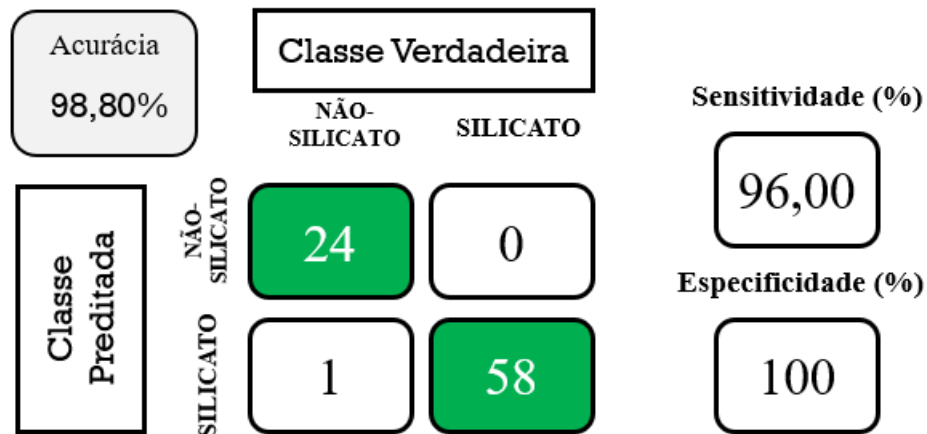 Acurácia
98,80%
Classe Verdadeira
NÃO-
SILICATO
SILICATO
Sensitividade (%)
96,00
Classe
Preditada
NÃO-
SILICATO
24
0
Especificidade (%)
100
SILICATO
1
58